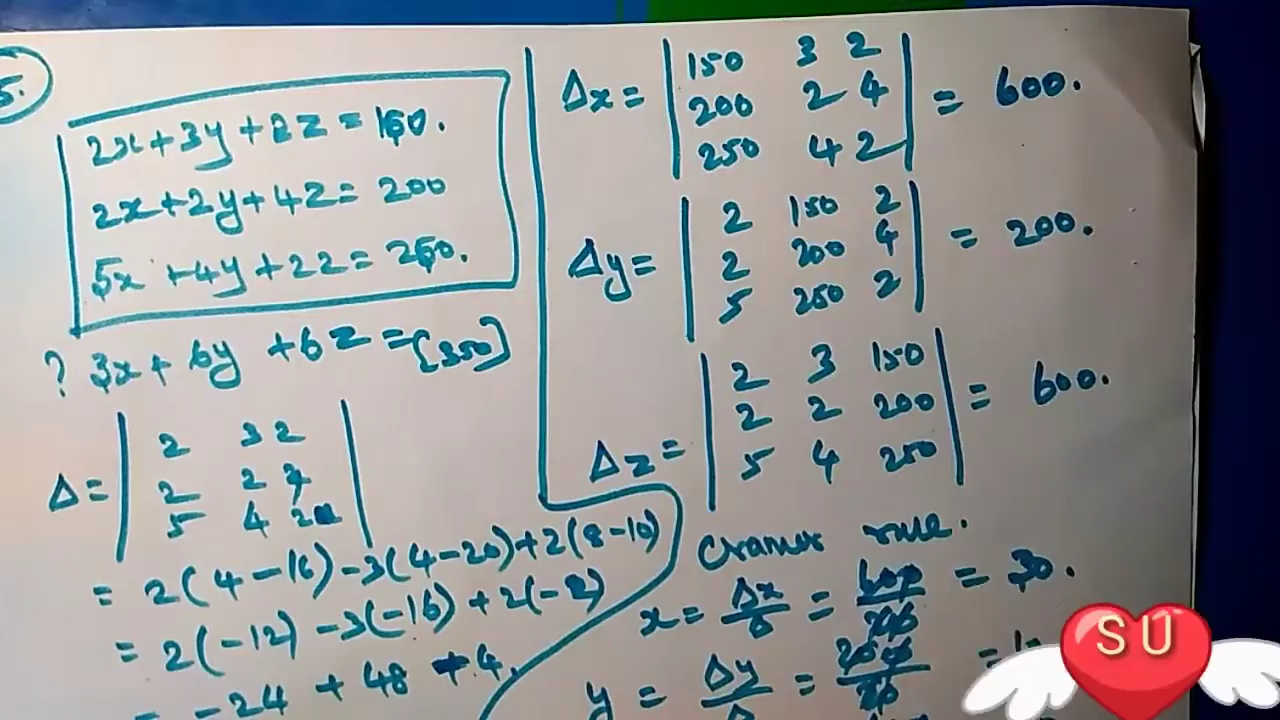 5.
2x+3y+2z=150.
2x+2y+4z=200
5x+4y+2z=250.
? 3x+6y+6z=[350]
Δ= | 2 3 2 |
| 2 2 4 |
| 5 4 2 |
= 2(4-16)-3(4-20)+2(8-10)
= 2(-12)-3(-16)+2(-2)
= -24+48-4.
Δx= | 150 3 2 |
| 200 2 4 | = 600.
| 250 4 2 |
Δy= | 2 150 2 |
| 2 200 4 | = 200.
| 5 250 2 |
Δz= | 2 3 150 |
| 2 2 200 | = 600.
| 5 4 250 |
Cramer rule.
x= Δx/Δ = 600/20 = 30.
y= Δy/Δ = 200/20 =
SU